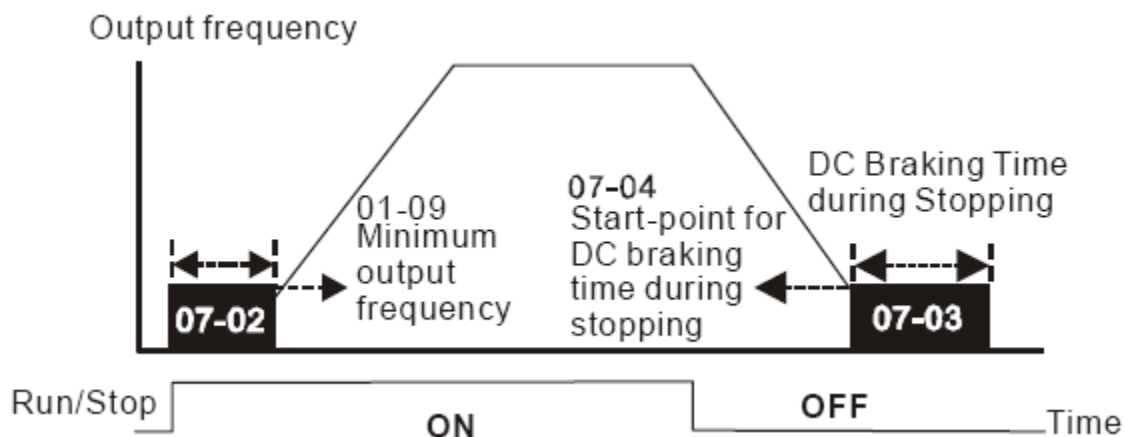 Output frequency
01-09
Minimum
output
frequency
07-04
Start-point for
DC braking
time during
stopping
DC Braking Time
during Stopping
07-02
07-03
Run/Stop
ON
OFF
Time